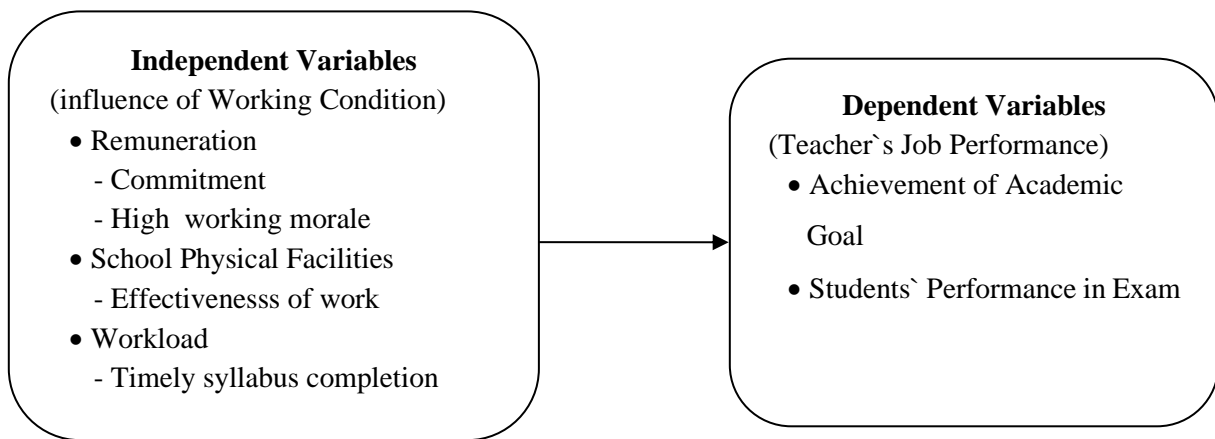 Independent Variables
(influence of Working Condition)
• Remuneration
- Commitment
- High working morale
• School Physical Facilities
- Effectivenesss of work
• Workload
- Timely syllabus completion
Dependent Variables
(Teacher`s Job Performance)
• Achievement of Academic
Goal
• Students` Performance in Exam